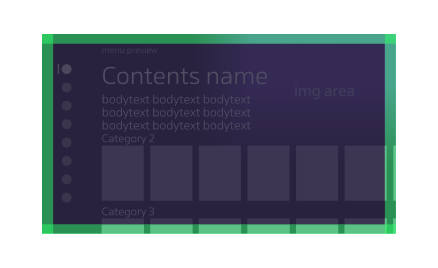 menu preview
Contents name
img area
bodytext bodytext bodytext
bodytext bodytext bodytext
bodytext bodytext bodytext
Category 2
Category 3